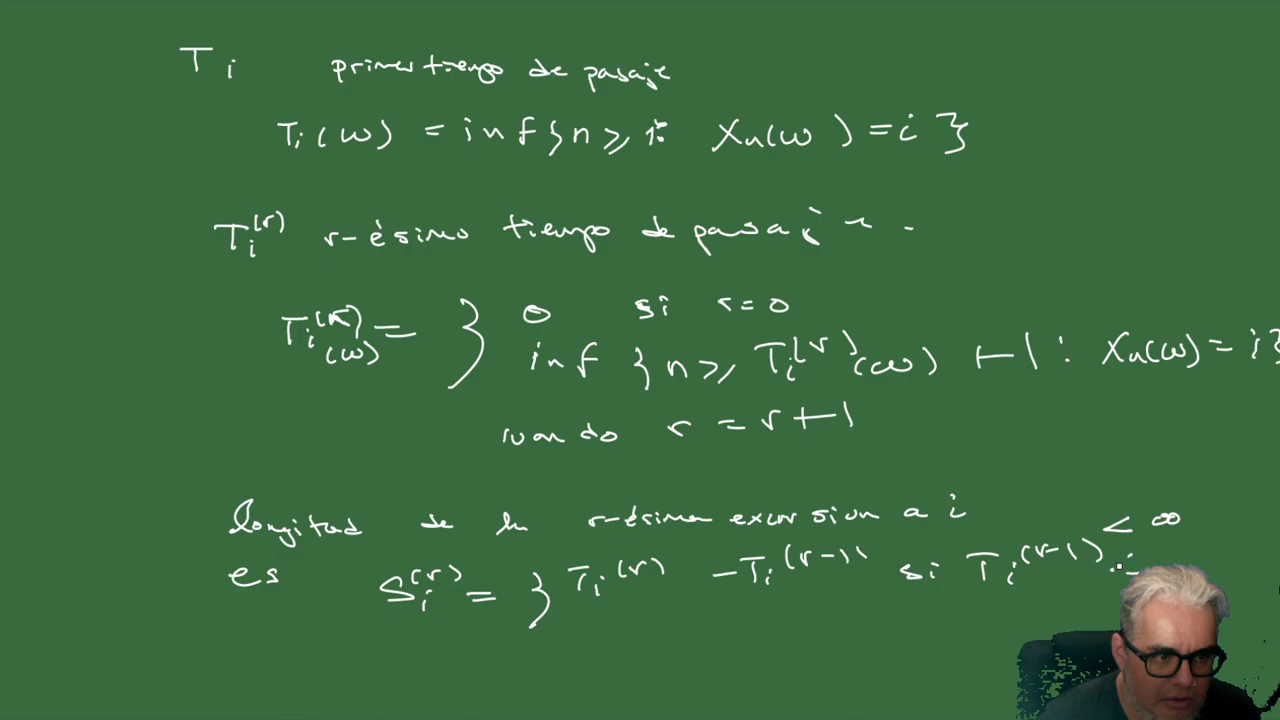 T_i primer tiempo de pasaje
T_i(ω) = inf { n ≥ 1: X_n(ω) = i }
T_i^(r) r-ésimo tiempo de pasaje
T_i^(r)(ω) = { 0 si r=0
inf { n ≥ T_i^(r)(ω) +1 : X_n(ω) = i }
cuando r = r+1
longitud de la r-ésima excursion a i
es S_i^(r) = { T_i^(r) - T_i^(r-1) si T_i^(r-1) < ∞